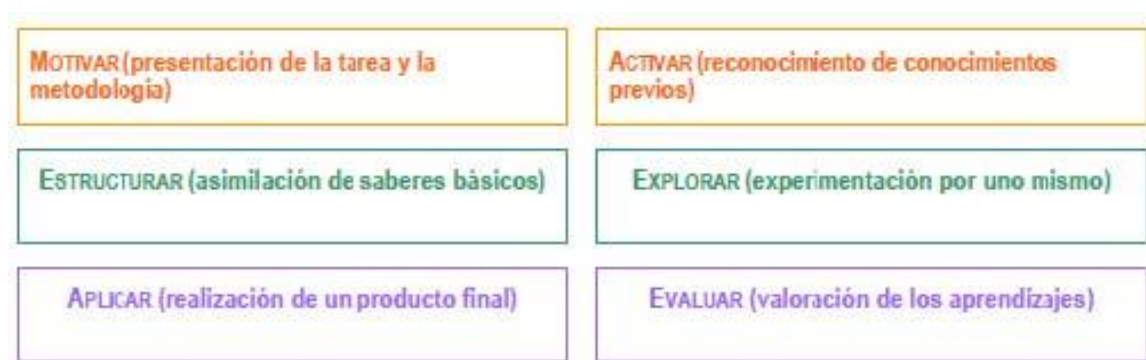 MOTIVAR (presentación de la tarea y la
metodología)
ACTIVAR (reconocimiento de conocimientos
previos)
ESTRUCTURAR (asimilación de saberes básicos)
EXPLORAR (experimentación por uno mismo)
APLICAR (realización de un producto final)
EVALUAR (valoración de los aprendizajes)